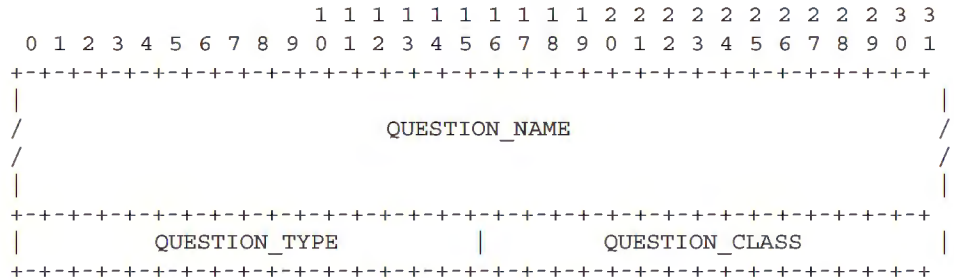 1 1 1 1 1 1 1 1 1 1 2 2 2 2 2 2 2 2 2 2 3 3
 0 1 2 3 4 5 6 7 8 9 0 1 2 3 4 5 6 7 8 9 0 1 2 3 4 5 6 7 8 9 0 1
+-+-+-+-+-+-+-+-+-+-+-+-+-+-+-+-+-+-+-+-+-+-+-+-+-+-+-+-+-+-+-+-+
|                                                               |
/                         QUESTION_NAME                         /
/                                                               /
|                                                               |
+-+-+-+-+-+-+-+-+-+-+-+-+-+-+-+-+-+-+-+-+-+-+-+-+-+-+-+-+-+-+-+-+
|         QUESTION_TYPE         |        QUESTION_CLASS         |
+-+-+-+-+-+-+-+-+-+-+-+-+-+-+-+-+-+-+-+-+-+-+-+-+-+-+-+-+-+-+-+-+